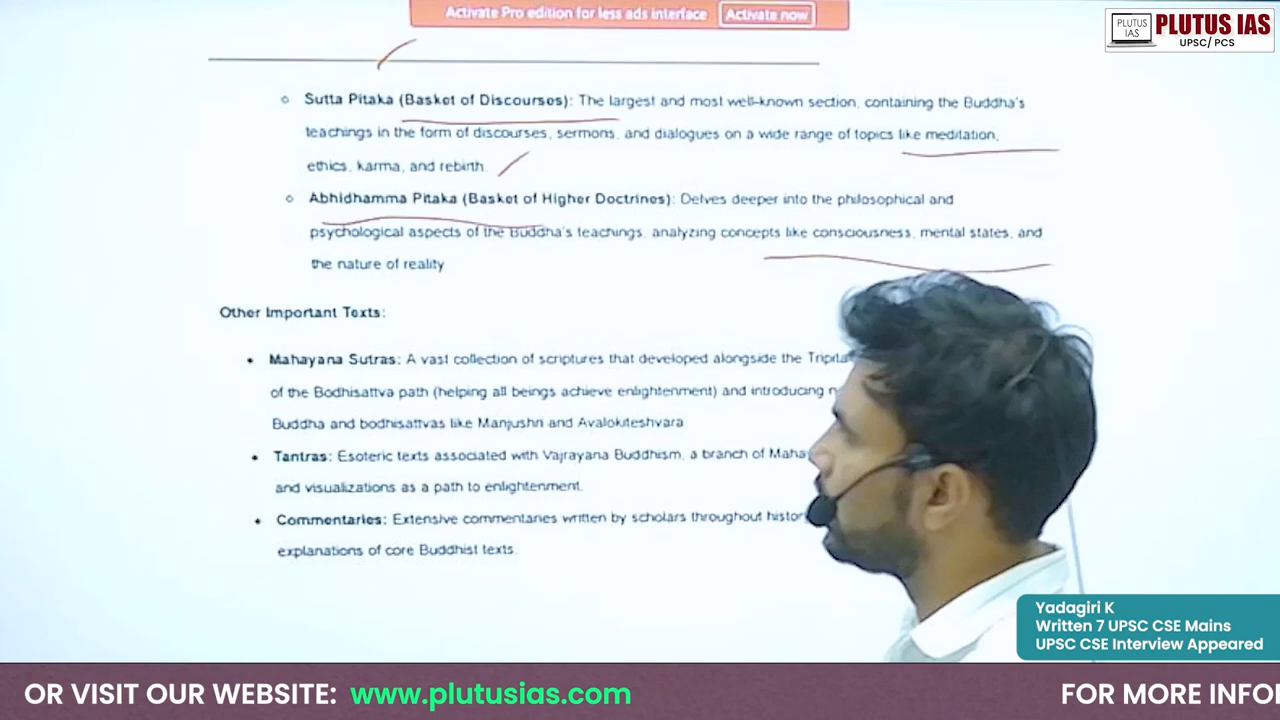 Activate Pro edition for less ads interface Activate now
PLUTUS IAS
PLUTUS IAS
UPSC/ PCS
Sutta Pitaka (Basket of Discourses): The largest and most well-known section, containing the Buddha's
teachings in the form of discourses, sermons, and dialogues on a wide range of topics like meditation,
ethics, karma, and rebirth.
Abhidhamma Pitaka (Basket of Higher Doctrines): Delves deeper into the philosophical and
psychological aspects of the Buddha's teachings, analyzing concepts like consciousness, mental states, and
the nature of reality
Other Important Texts:
Mahayana Sutras: A vast collection of scriptures that developed alongside the
of the Bodhisattva path (helping all beings achieve enlightenment) and introducing
Buddha and bodhisattvas like Manjushri and Avalokiteshvara
Tantras: Esoteric texts associated with Vajrayana Buddhism, a branch of
and visualizations as a path to enlightenment.
Commentaries: Extensive commentaries written by scholars throughout
explanations of core Buddhist texts.
Yadagiri K
Written 7 UPSC CSE Mains
UPSC CSE Interview Appeared
OR VISIT OUR WEBSITE: www.plutusias.com FOR MORE